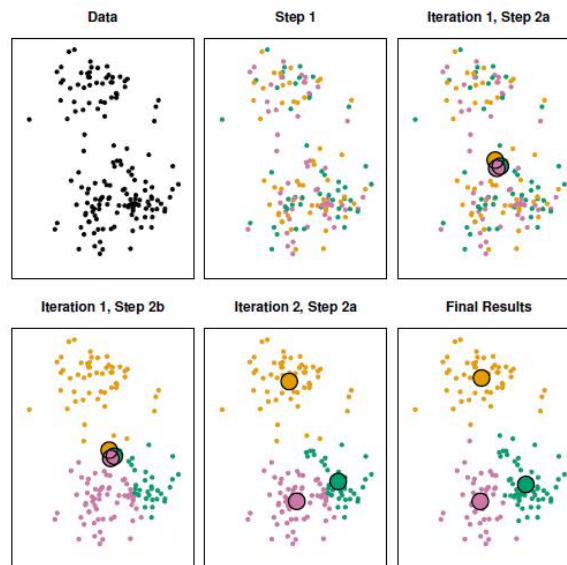 Data
Step 1
Iteration 1, Step 2a
Iteration 1, Step 2b
Iteration 2, Step 2a
Final Results